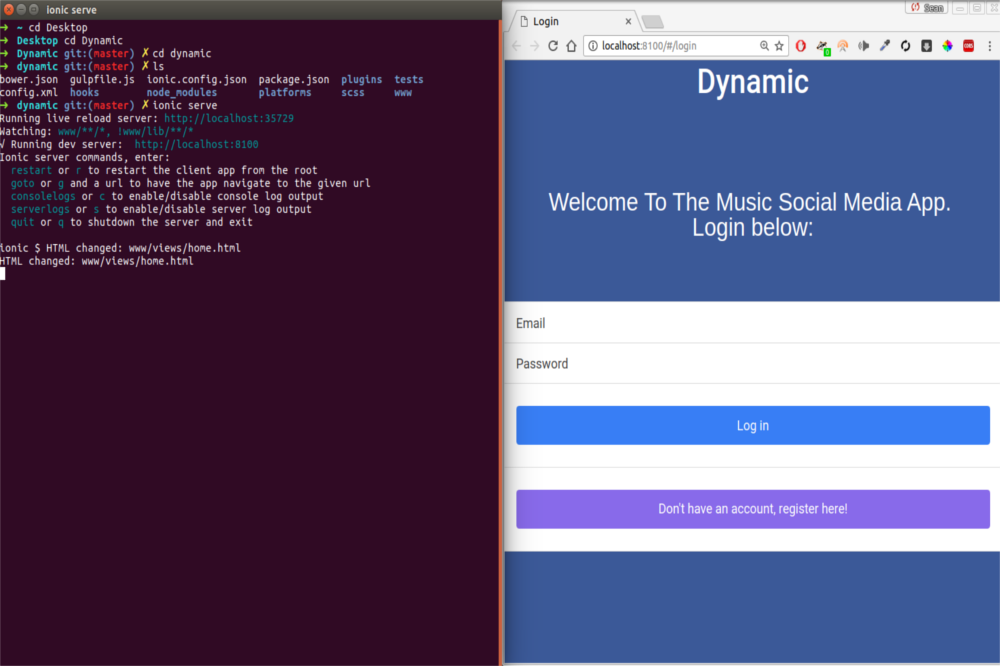 ionic serve
➜ ~ cd Desktop
➜ Desktop cd Dynamic
➜ Dynamic git:(master) ✗ cd dynamic
➜ dynamic git:(master) ✗ ls
bower.json gulpfile.js ionic.config.json package.json plugins tests
config.xml hooks node_modules platforms scss www
➜ dynamic git:(master) ✗ ionic serve
Running live reload server: http://localhost:35729
Watching: www/**/*, !www/lib/**/*
√ Running dev server: http://localhost:8100
Ionic server commands, enter:
restart or r to restart the client app from the root
goto or g and a url to have the app navigate to the given url
consolelogs or c to enable/disable console log output
serverlogs or s to enable/disable server log output
quit or q to shutdown the server and exit
ionic $ HTML changed: www/views/home.html
HTML changed: www/views/home.html
Sean
Login
localhost:8100/#/login
Dynamic
Welcome To The Music Social Media App.
Login below:
Email
Password
Log in
Don't have an account, register here!